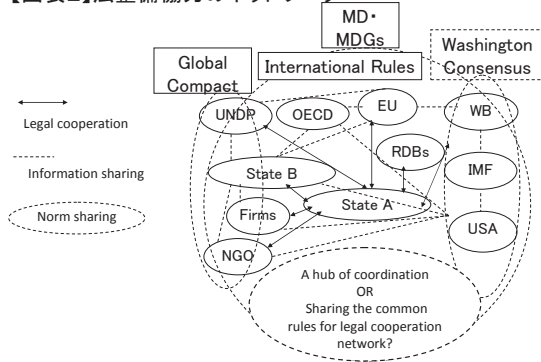 MD・
MDGs
Global
Compact
International Rules
Washington
Consensus
UNDP
OECD
EU
WB
Legal cooperation
RDBs
Information sharing
State B
IMF
State A
Norm sharing
Firms
USA
NGO
A hub of coordination
OR
Sharing the common
rules for legal cooperation
network?